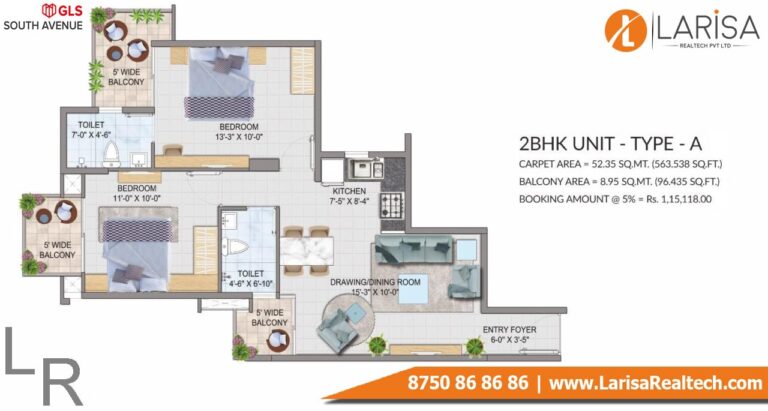 GLS
SOUTH AVENUE
LARISA
REALTECH PVT LTD
5' WIDE
BALCONY
TOILET
7'-0" X 4'-6"
BEDROOM
13'-3" X 10'-0"
2BHK UNIT - TYPE - A
CARPET AREA = 52.35 SQ.MT. (563.538 SQ.FT.)
BALCONY AREA = 8.95 SQ.MT. (96.435 SQ.FT.)
BOOKING AMOUNT @ 5% = Rs. 1,15,118.00
BEDROOM
11'-0" X 10'-0"
KITCHEN
7'-5" X 8'-4"
5' WIDE
BALCONY
TOILET
4'-6" X 6'-10"
DRAWING/DINING ROOM
15'-3" X 10'-0"
5' WIDE
BALCONY
ENTRY FOYER
6'-0" X 3'-5"
LR
8750 86 86 86 | www.LarisaRealtech.com